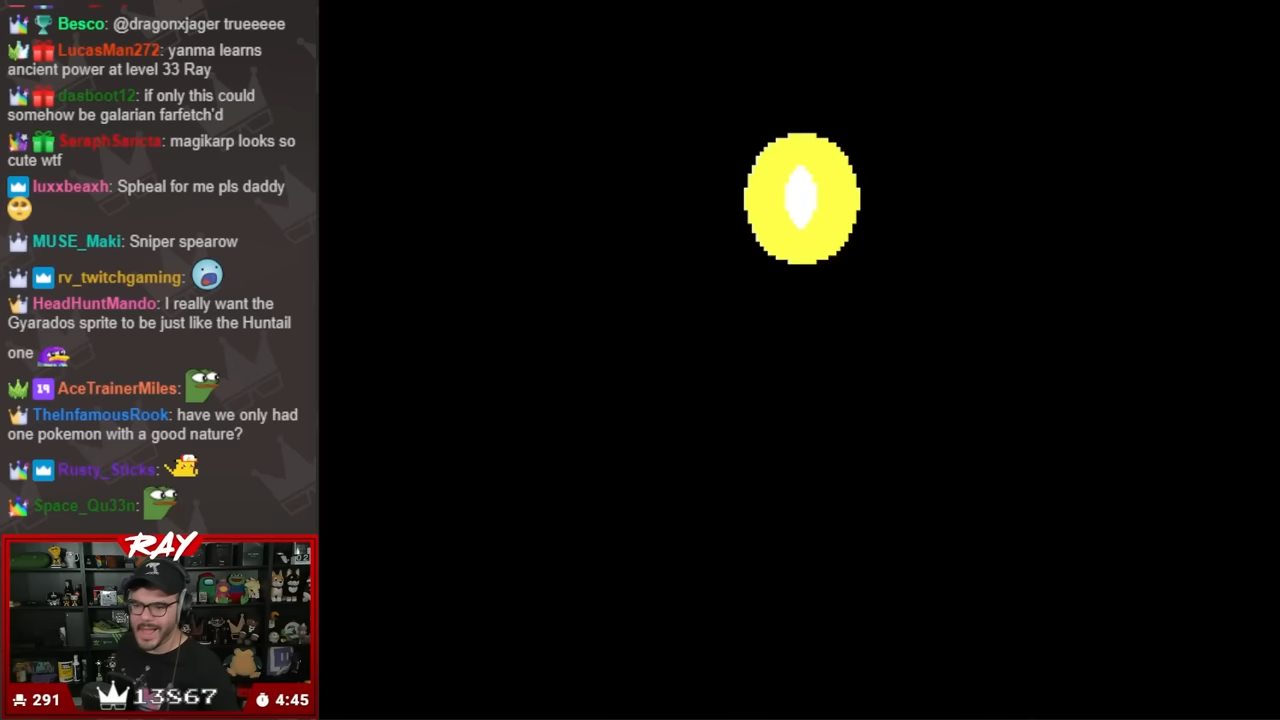 Besco: @dragonxjager trueeeee
LucasMan272: yanma learns
ancient power at level 33 Ray
dasboot12: if only this could
somehow be galarian farfetch'd
SeraphSancta: magikarp looks so
cute wtf
luxxbeaxh: Spheal for me pls daddy
MUSE_Maki: Sniper spearow
rv_twitchgaming:
HeadHuntMando: I really want the
Gyarados sprite to be just like the Huntail
one
19 AceTrainerMiles:
TheInfamousRook: have we only had
one pokemon with a good nature?
Rusty_Sticks:
Space_Qu33n:
RAY
291
13867
4:45